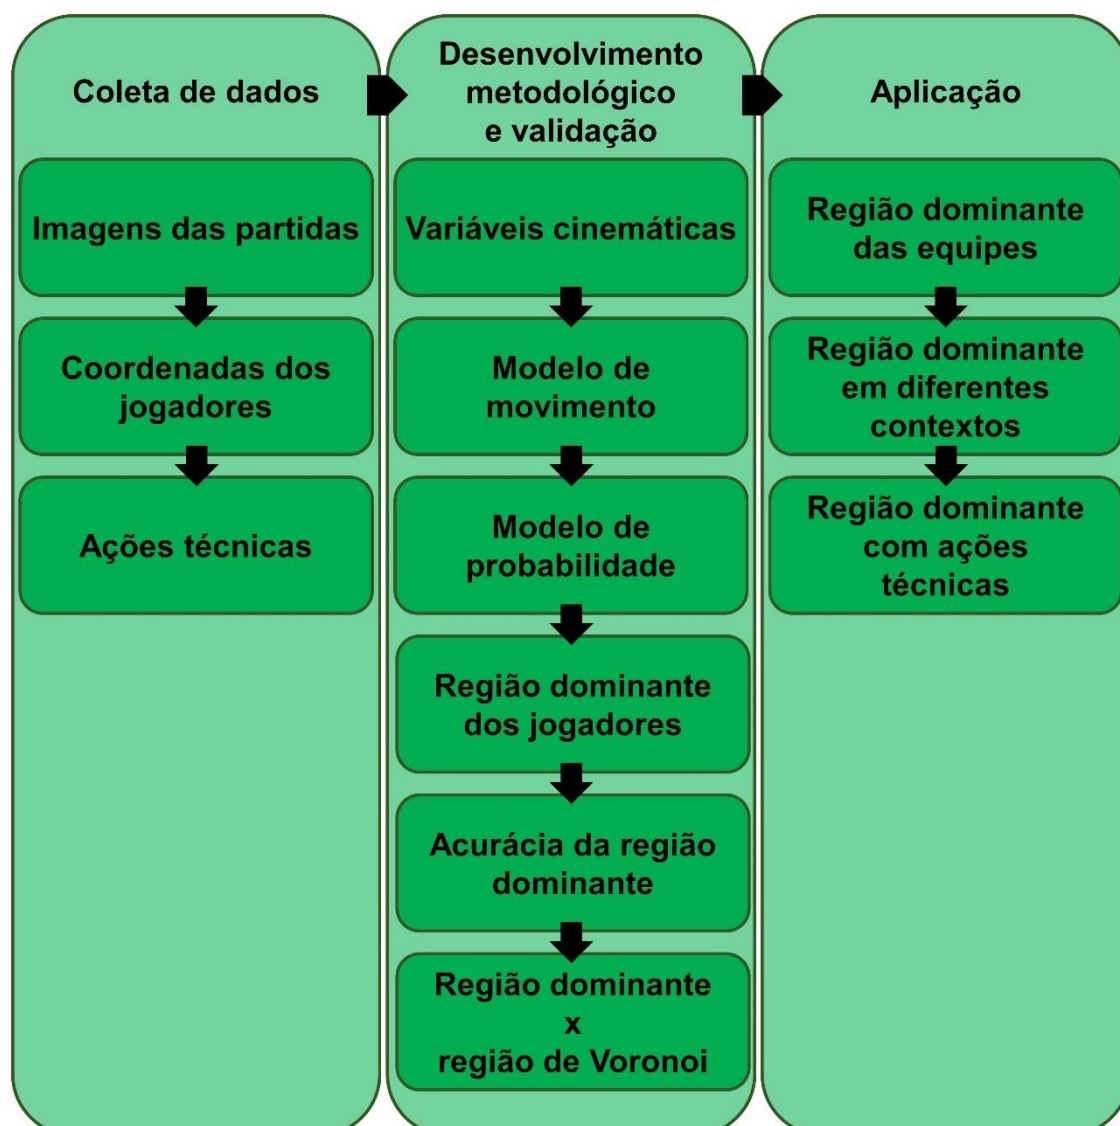 Coleta de dados
Imagens das partidas
Coordenadas dos
jogadores
Ações técnicas
Desenvolvimento
metodológico
e validação
Variáveis cinemáticas
Modelo de
movimento
Modelo de
probabilidade
Região dominante
dos jogadores
Acurácia da região
dominante
Região dominante
x
região de Voronoi
Aplicação
Região dominante
das equipes
Região dominante
em diferentes
contextos
Região dominante
com ações
técnicas